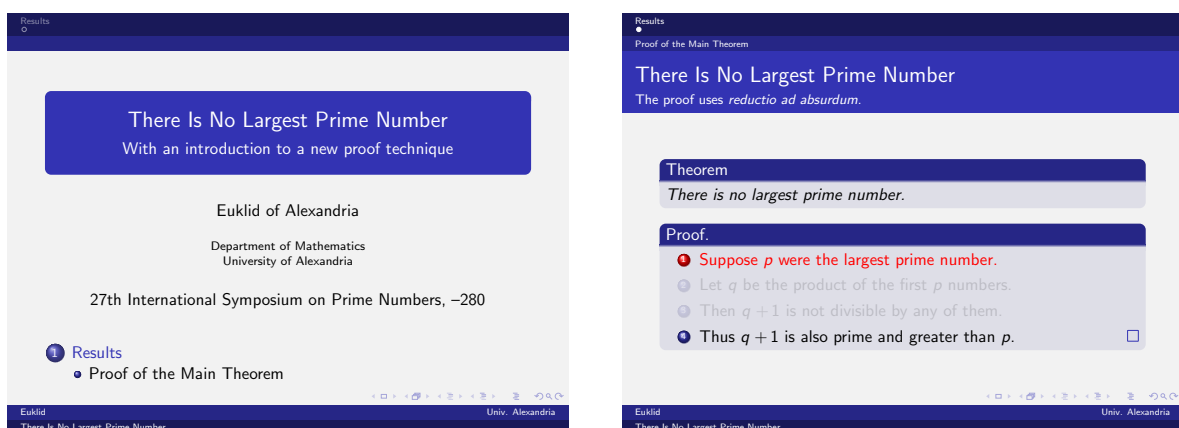 Results
There Is No Largest Prime Number
With an introduction to a new proof technique
Euklid of Alexandria
Department of Mathematics
University of Alexandria
27th International Symposium on Prime Numbers, –280
1 Results
Proof of the Main Theorem
Euklid Univ. Alexandria
There Is No Largest Prime Number
Results
Proof of the Main Theorem
There Is No Largest Prime Number
The proof uses reductio ad absurdum.
Theorem
There is no largest prime number.
Proof.
1 Suppose p were the largest prime number.
2 Let q be the product of the first p numbers.
3 Then q + 1 is not divisible by any of them.
4 Thus q + 1 is also prime and greater than p.
Euklid Univ. Alexandria
There Is No Largest Prime Number